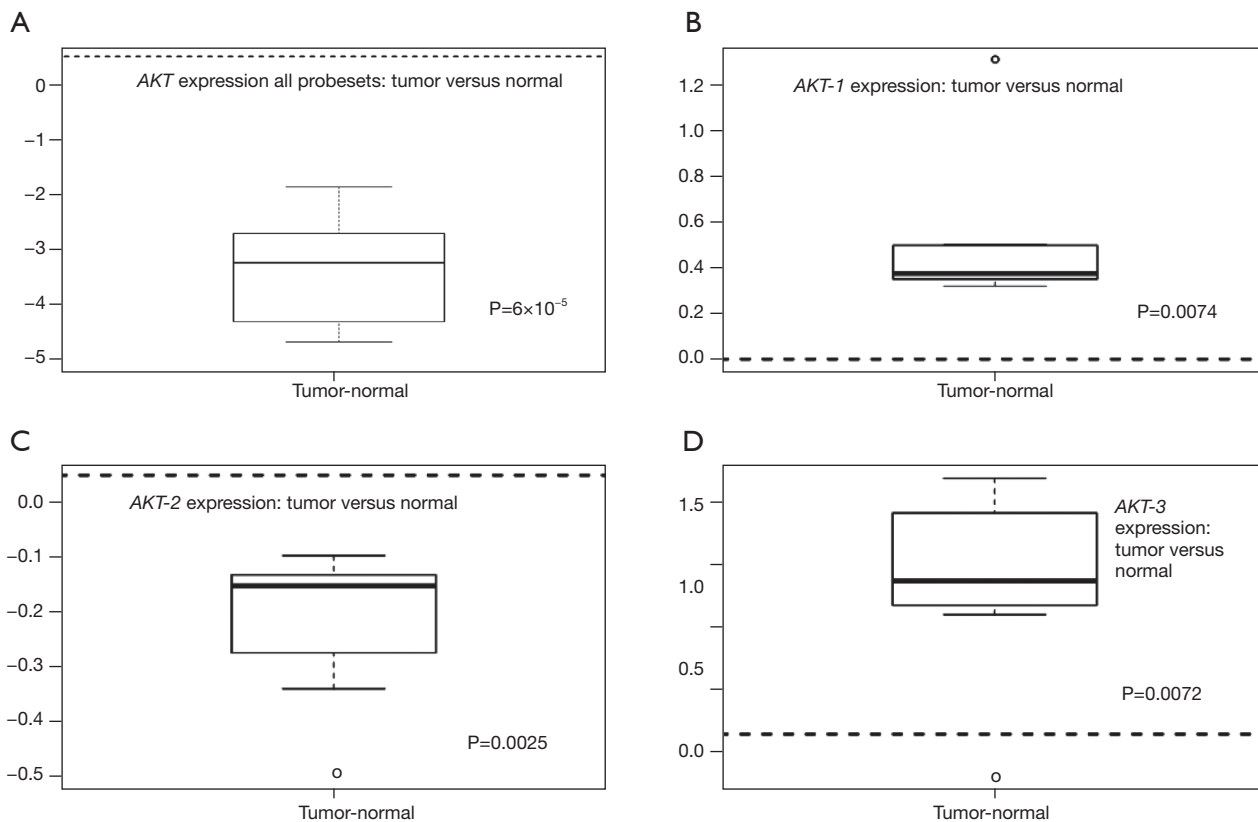 A
AKT expression all probesets: tumor versus normal
0
−1
−2
−3
−4
−5
P=6×10⁻⁵
Tumor-normal
B
AKT-1 expression: tumor versus normal
1.2
1.0
0.8
0.6
0.4
0.2
0.0
P=0.0074
Tumor-normal
C
AKT-2 expression: tumor versus normal
0.0
−0.1
−0.2
−0.3
−0.4
−0.5
P=0.0025
Tumor-normal
D
AKT-3
expression:
tumor versus
normal
1.5
1.0
0.5
0.0
P=0.0072
Tumor-normal